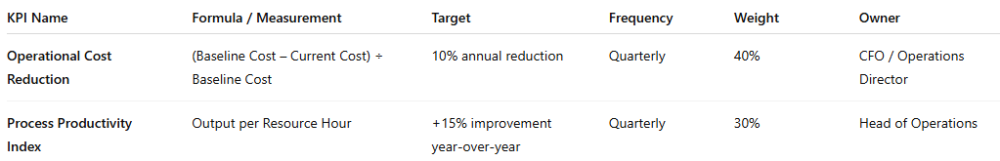 KPI Name Formula / Measurement Target Frequency Weight Owner
Operational Cost (Baseline Cost – Current Cost) ÷ 10% annual reduction Quarterly 40% CFO / Operations
Reduction Baseline Cost Director
Process Productivity Output per Resource Hour +15% improvement Quarterly 30% Head of Operations
Index year-over-year